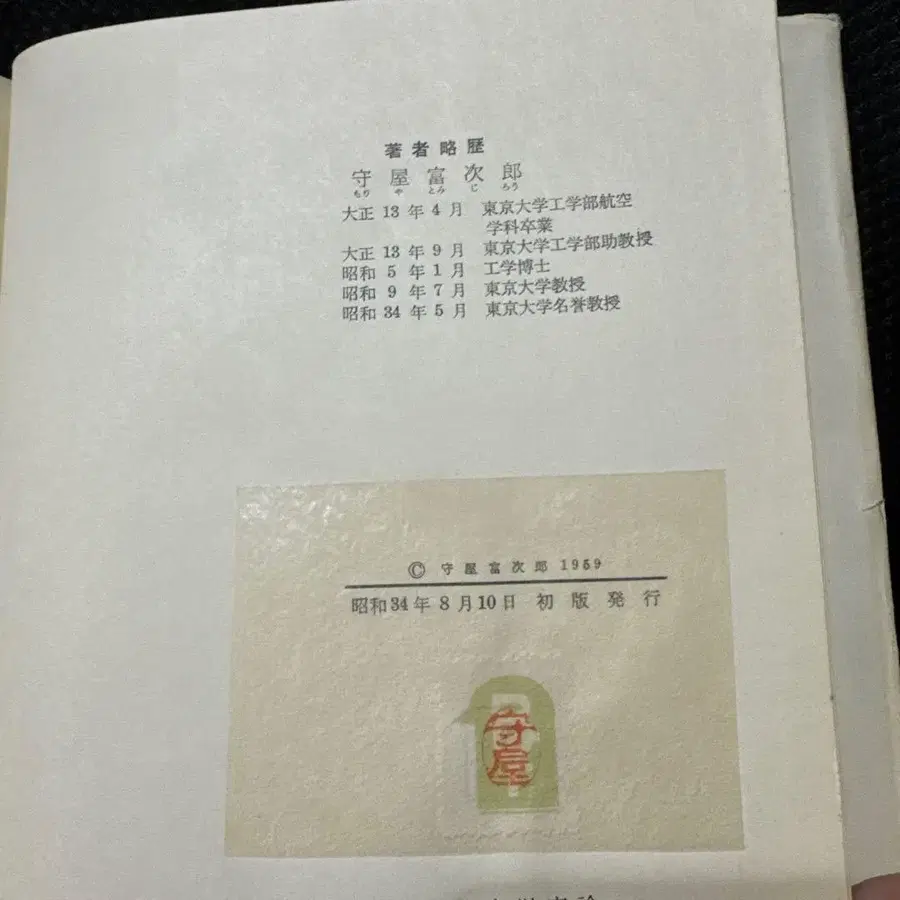 著者略歴
守屋富次郎
もりやとみじろう
大正 13 年 4 月 東京大学工学部航空
学科卒業
大正 13 年 9 月 東京大学工学部助教授
昭和 5 年 1 月 工学博士
昭和 9 年 7 月 東京大学教授
昭和 34 年 5 月 東京大学名誉教授
© 守屋富次郎 1959
昭和34年 8月10日 初版発行
守屋